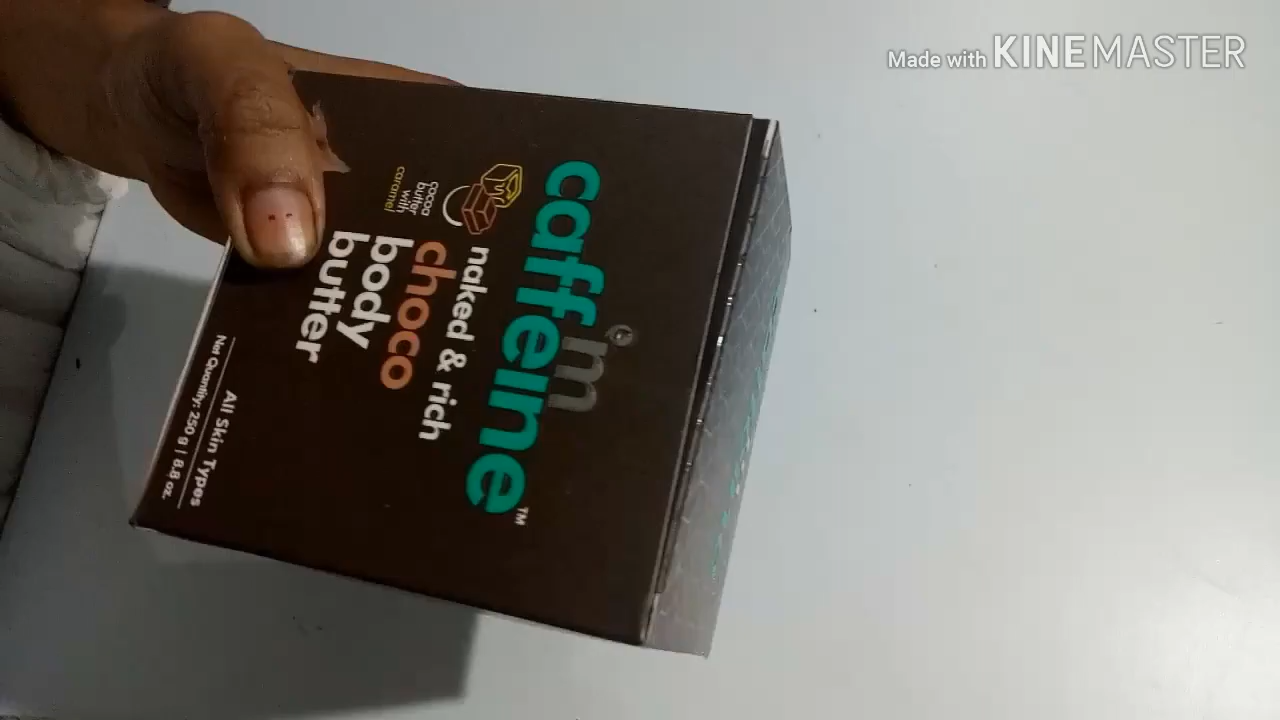 Made with KINEMASTER
m
caffeine™
naked & rich
choco
body
butter
cocoa
butter
with
caramel
All Skin Types
Net Quantity: 250 g | 8.8 oz.